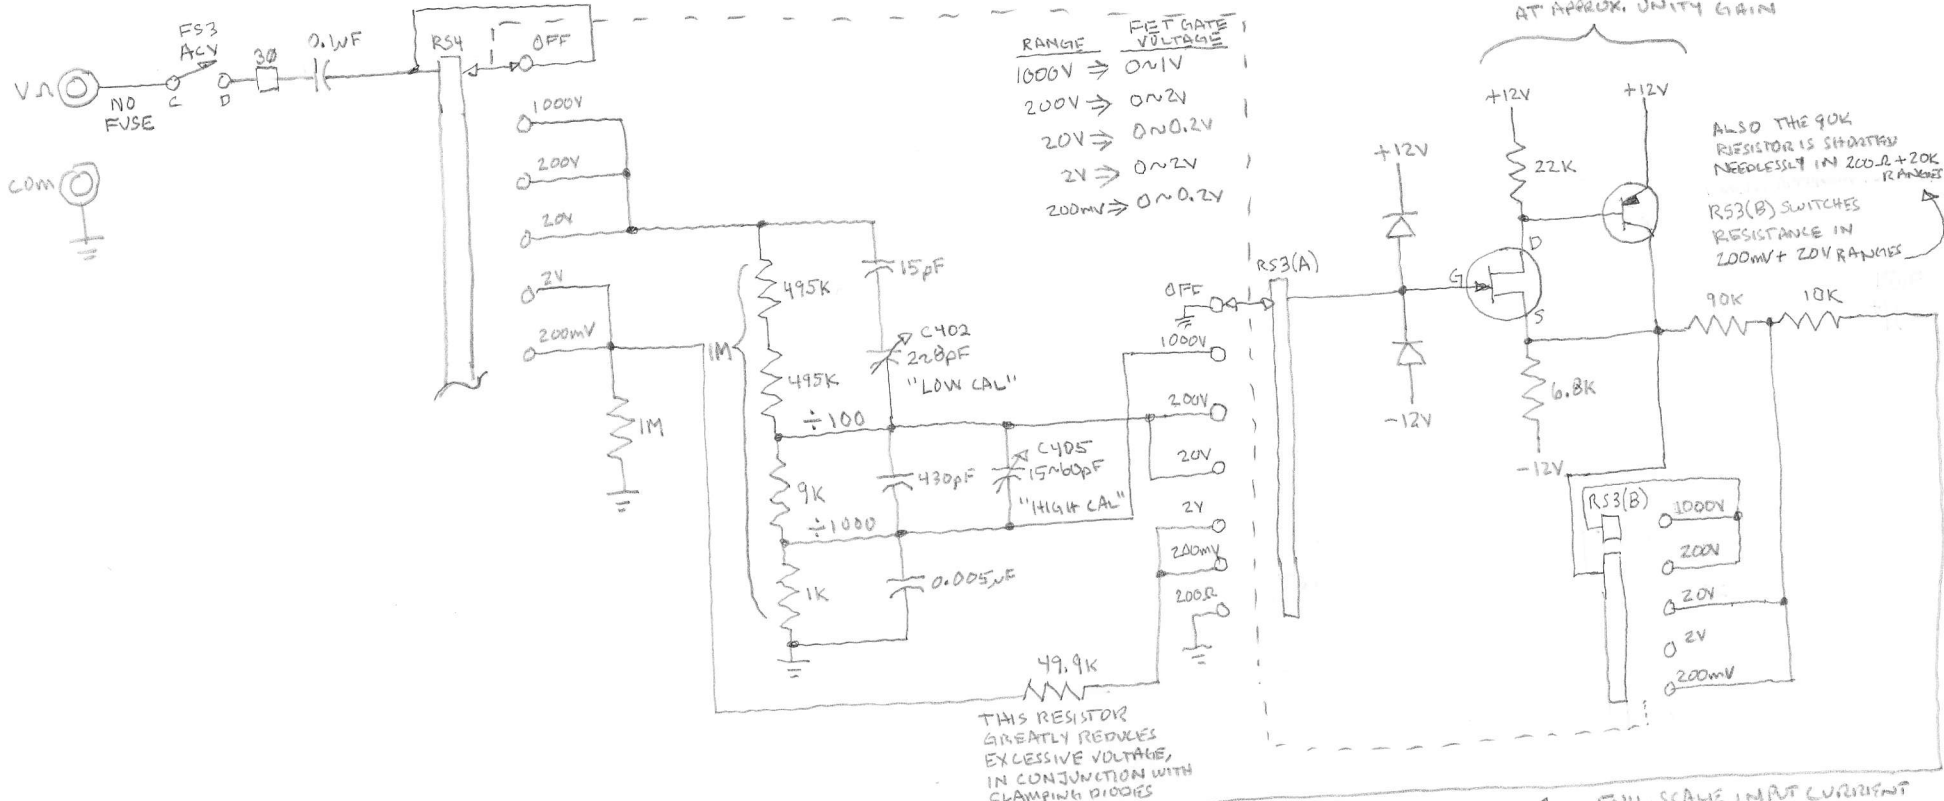 AT APPROX. UNITY GAIN
FS3
ACV
C
D
30
0.1uF
RS4
OFF
VΩ
NO
FUSE
COM
1000V
200V
20V
2V
200mV
1M
RANGE
FET GATE
VOLTAGE
1000V ⇒ 0~1V
200V ⇒ 0~2V
20V ⇒ 0~0.2V
2V ⇒ 0~2V
200mV ⇒ 0~0.2V
1M
495K
495K
÷100
9K
÷1000
1K
15pF
C402
2~8pF
"LOW CAL"
430pF
C405
15~60pF
"HIGH CAL"
0.005uF
49.9K
THIS RESISTOR
GREATLY REDUCES
EXCESSIVE VOLTAGE,
IN CONJUNCTION WITH
CLAMPING DIODES
RS3(A)
OFF
1000V
200V
20V
2V
200mV
200Ω
+12V
-12V
+12V
22K
+12V
G
D
S
6.8K
-12V
ALSO THE 90K
RESISTOR IS SHORTED
NEEDLESSLY IN 200Ω+20K
RANGES
RS3(B) SWITCHES
RESISTANCE IN
200mV + 20V RANGES
90K
10K
RS3(B)
1000V
200V
20V
2V
200mV
FULL SCALE INPUT CURRENT